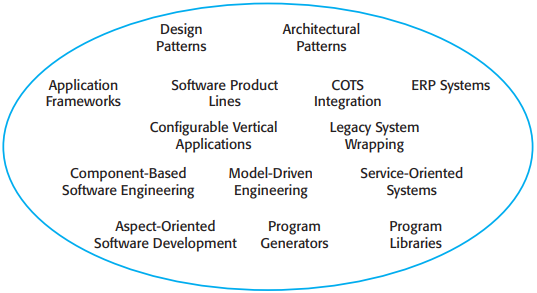 Design
Patterns
Architectural
Patterns
Application
Frameworks
Software Product
Lines
COTS
Integration
ERP Systems
Configurable Vertical
Applications
Legacy System
Wrapping
Component-Based
Software Engineering
Model-Driven
Engineering
Service-Oriented
Systems
Aspect-Oriented
Software Development
Program
Generators
Program
Libraries